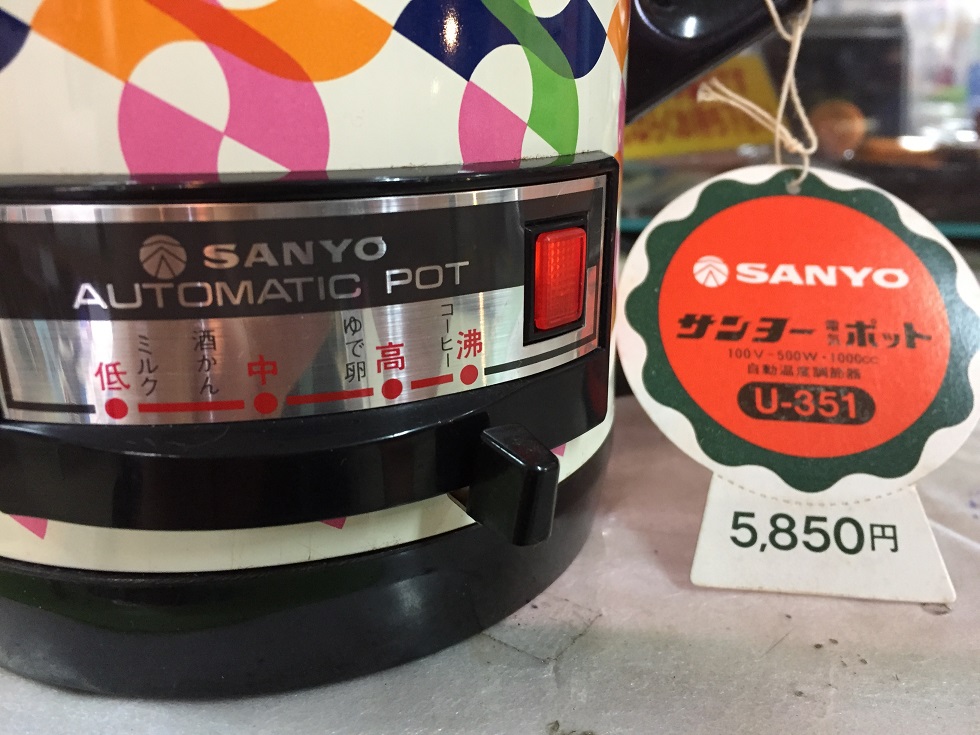 SANYO
AUTOMATIC POT
低
ミルク
酒かん
中
ゆで卵
高
コーヒー
沸
SANYO
サンヨー電気ポット
100V-500W・1000cc
自動温度調節器
U-351
5,850円